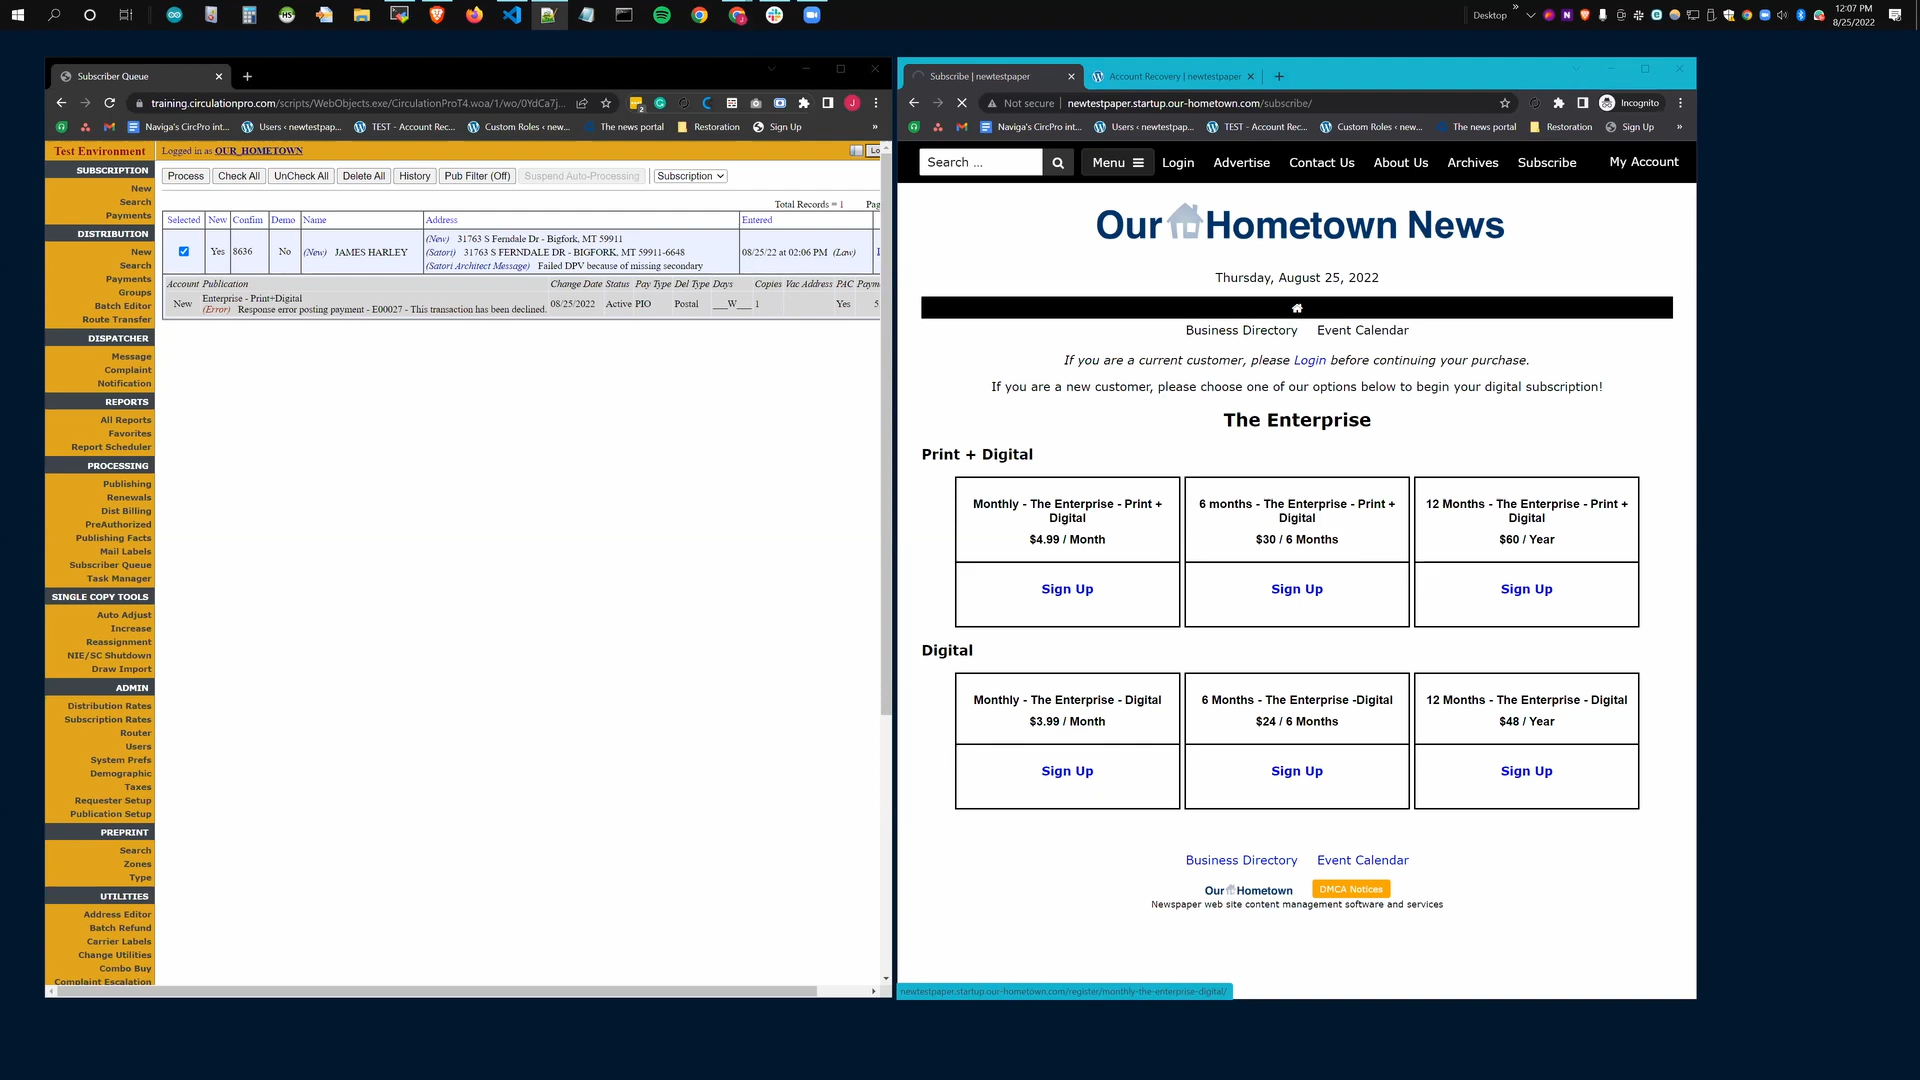 Desktop
12:07 PM
8/25/2022
Subscriber Queue
training.circulationpro.com/scripts/WebObjects.exe/CirculationProT4.woa/1/wo/0YdCa7j...
Naviga's CircPro int...
Users ‹ newtestpap...
TEST - Account Rec...
Custom Roles ‹ new...
The news portal
Restoration
Sign Up
»
Test Environment
Logged in as OUR_HOMETOWN
Lo
SUBSCRIPTION
New
Search
Payments
DISTRIBUTION
New
Search
Payments
Groups
Batch Editor
Route Transfer
DISPATCHER
Message
Complaint
Notification
REPORTS
All Reports
Favorites
Report Scheduler
PROCESSING
Publishing
Renewals
Dist Billing
PreAuthorized
Publishing Facts
Mail Labels
Subscriber Queue
Task Manager
SINGLE COPY TOOLS
Auto Adjust
Increase
Reassignment
NIE/SC Shutdown
Draw Import
ADMIN
Distribution Rates
Subscription Rates
Router
Users
System Prefs
Demographic
Taxes
Requester Setup
Publication Setup
PREPRINT
Search
Zones
Type
UTILITIES
Address Editor
Batch Refund
Carrier Labels
Change Utilities
Combo Buy
Complaint Escalation
Process Check All UnCheck All Delete All History Pub Filter (Off) Suspend Auto-Processing Subscription
Total Records = 1 Pag
Selected New Confim Demo Name Address Entered
Yes 8636 No (New) JAMES HARLEY
(New) 31763 S Ferndale Dr - Bigfork, MT 59911
(Satori) 31763 S FERNDALE DR - BIGFORK, MT 59911-6648
(Satori Architect Message) Failed DPV because of missing secondary
08/25/22 at 02:06 PM (Law)
Account Publication Change Date Status Pay Type Del Type Days Copies Vac Address PAC Paym
New Enterprise - Print+Digital 08/25/2022 Active PIO Postal ___W___ 1 Yes 5
(Error) Response error posting payment - E00027 - This transaction has been declined.
Subscribe | newtestpaper
Account Recovery | newtestpaper
Not secure newtestpaper.startup.our-hometown.com/subscribe/
Incognito
Naviga's CircPro int...
Users ‹ newtestpap...
TEST - Account Rec...
Custom Roles ‹ new...
The news portal
Restoration
Sign Up
»
Search ...
Menu
Login
Advertise
Contact Us
About Us
Archives
Subscribe
My Account
Our Hometown News
Thursday, August 25, 2022
Business Directory Event Calendar
If you are a current customer, please Login before continuing your purchase.
If you are a new customer, please choose one of our options below to begin your digital subscription!
The Enterprise
Print + Digital
Monthly - The Enterprise - Print +
Digital
$4.99 / Month
Sign Up
6 months - The Enterprise - Print +
Digital
$30 / 6 Months
Sign Up
12 Months - The Enterprise - Print +
Digital
$60 / Year
Sign Up
Digital
Monthly - The Enterprise - Digital
$3.99 / Month
Sign Up
6 Months - The Enterprise -Digital
$24 / 6 Months
Sign Up
12 Months - The Enterprise - Digital
$48 / Year
Sign Up
Business Directory Event Calendar
Our Hometown
DMCA Notices
Newspaper web site content management software and services
newtestpaper.startup.our-hometown.com/register/monthly-the-enterprise-digital/